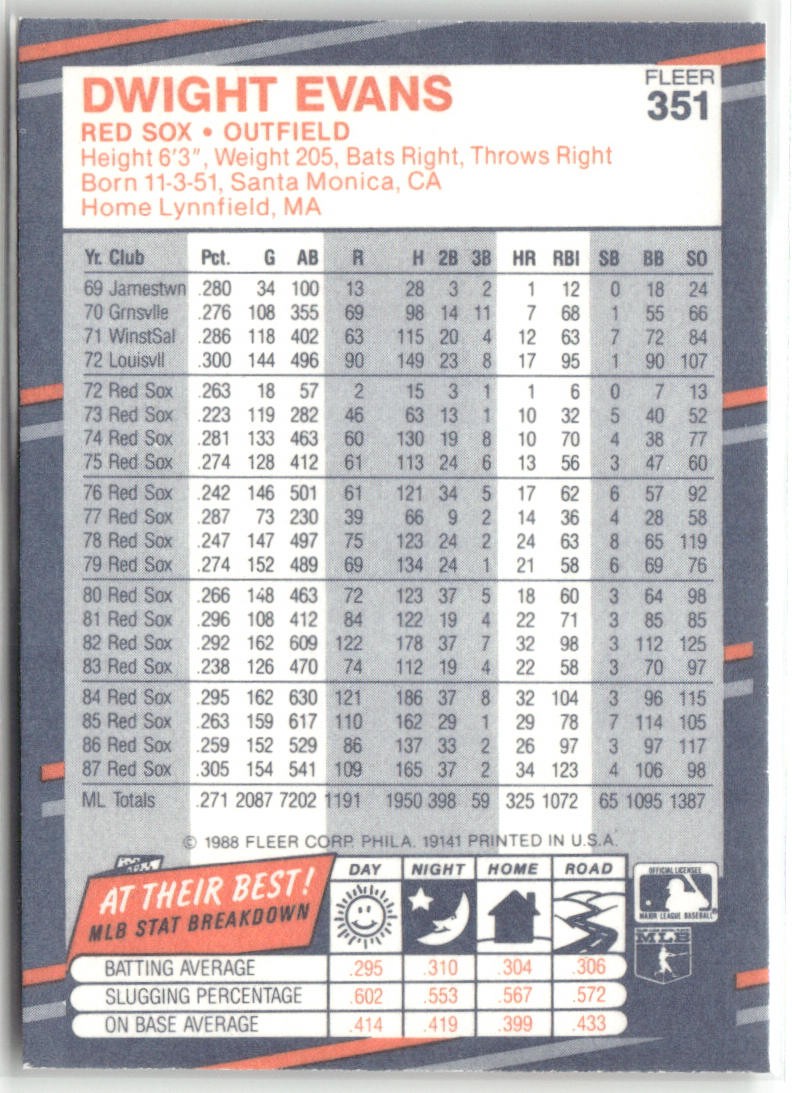 DWIGHT EVANS
FLEER
351
RED SOX • OUTFIELD
Height 6'3", Weight 205, Bats Right, Throws Right
Born 11-3-51, Santa Monica, CA
Home Lynnfield, MA
Yr. Club Pct. G AB R H 2B 3B HR RBI SB BB SO
69 Jamestwn .280 34 100 13 28 3 2 1 12 0 18 24
70 Grnsvlle .276 108 355 69 98 14 11 7 68 1 55 66
71 WinstSal .286 118 402 63 115 20 4 12 63 7 72 84
72 Louisvll .300 144 496 90 149 23 8 17 95 1 90 107
72 Red Sox .263 18 57 2 15 3 1 1 6 0 7 13
73 Red Sox .223 119 282 46 63 13 1 10 32 5 40 52
74 Red Sox .281 133 463 60 130 19 8 10 70 4 38 77
75 Red Sox .274 128 412 61 113 24 6 13 56 3 47 60
76 Red Sox .242 146 501 61 121 34 5 17 62 6 57 92
77 Red Sox .287 73 230 39 66 9 2 14 36 4 28 58
78 Red Sox .247 147 497 75 123 24 2 24 63 8 65 119
79 Red Sox .274 152 489 69 134 24 1 21 58 6 69 76
80 Red Sox .266 148 463 72 123 37 5 18 60 3 64 98
81 Red Sox .296 108 412 84 122 19 4 22 71 3 85 85
82 Red Sox .292 162 609 122 178 37 7 32 98 3 112 125
83 Red Sox .238 126 470 74 112 19 4 22 58 3 70 97
84 Red Sox .295 162 630 121 186 37 8 32 104 3 96 115
85 Red Sox .263 159 617 110 162 29 1 29 78 7 114 105
86 Red Sox .259 152 529 86 137 33 2 26 97 3 97 117
87 Red Sox .305 154 541 109 165 37 2 34 123 4 106 98
ML Totals .271 2087 7202 1191 1950 398 59 325 1072 65 1095 1387
© 1988 FLEER CORP. PHILA. 19141 PRINTED IN U.S.A.
AT THEIR BEST!
MLB STAT BREAKDOWN
DAY NIGHT HOME ROAD
OFFICIAL LICENSEE
MAJOR LEAGUE BASEBALL
MLB
BATTING AVERAGE .295 .310 .304 .306
SLUGGING PERCENTAGE .602 .553 .567 .572
ON BASE AVERAGE .414 .419 .399 .433